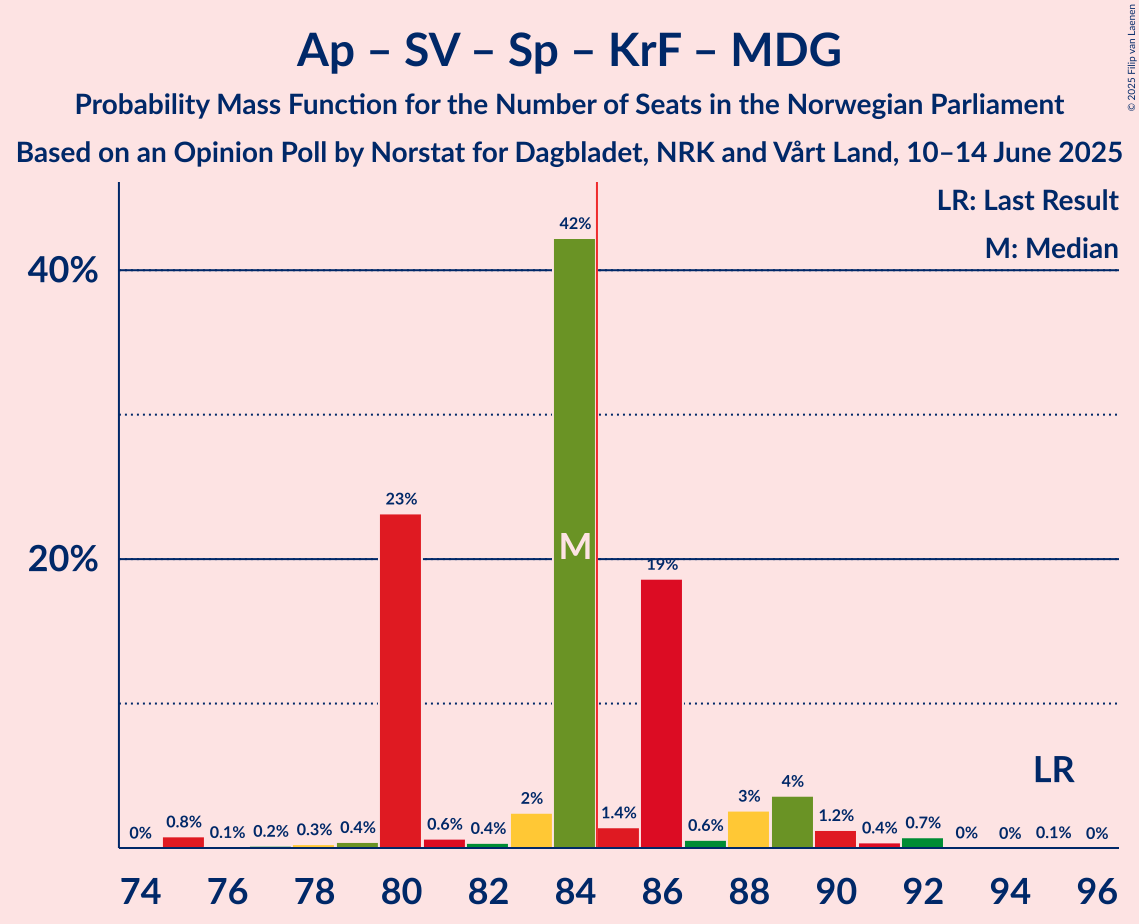 Ap – SV – Sp – KrF – MDG
Probability Mass Function for the Number of Seats in the Norwegian Parliament
Based on an Opinion Poll by Norstat for Dagbladet, NRK and Vårt Land, 10–14 June 2025
© 2025 Filip van Laenen
LR: Last Result
M: Median
40%
20%
0%
0.8%
0.1%
0.2%
0.3%
0.4%
23%
0.6%
0.4%
2%
42%
M
1.4%
19%
0.6%
3%
4%
1.2%
0.4%
0.7%
0%
0%
0.1%
0%
LR
74 76 78 80 82 84 86 88 90 92 94 96